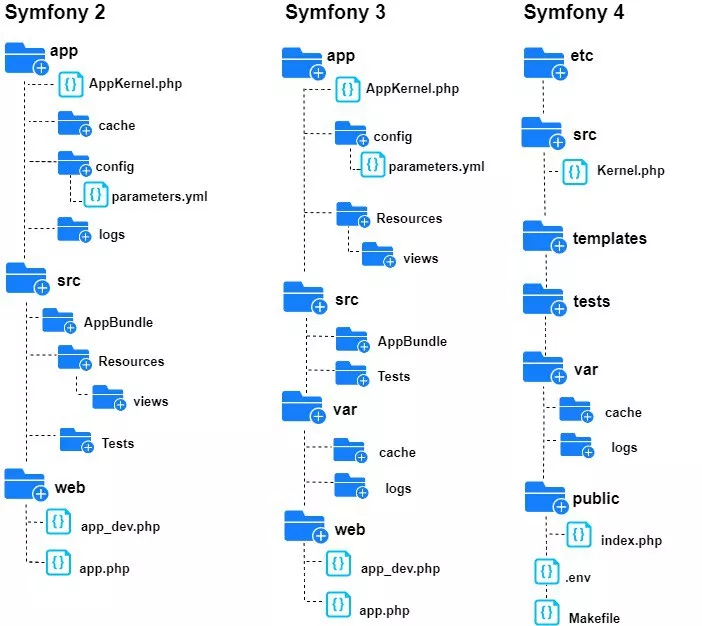 Symfony 2
app
AppKernel.php
cache
config
parameters.yml
logs
src
AppBundle
Resources
views
Tests
web
app_dev.php
app.php
Symfony 3
app
AppKernel.php
config
parameters.yml
Resources
views
src
AppBundle
Tests
var
cache
logs
web
app_dev.php
app.php
Symfony 4
etc
src
Kernel.php
templates
tests
var
cache
logs
public
index.php
.env
Makefile